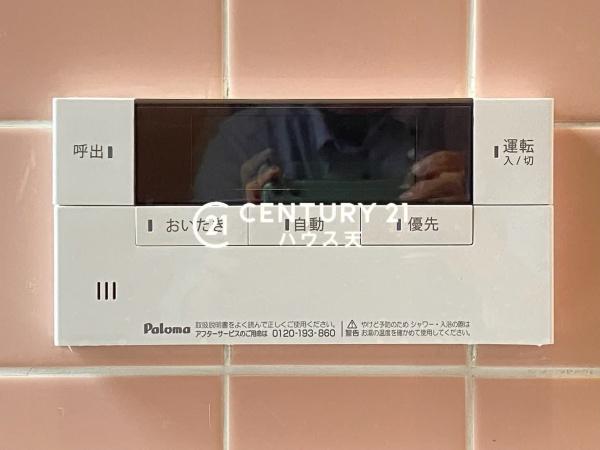 呼出
運転
入/切
CENTURY 21
21
ハウス天
おいだき
自動
優先
Paloma
取扱説明書をよく読んで正しくご使用ください。
アフターサービスのご用命は 0120-193-860
警告
やけど予防のため シャワー・入浴の際は
お湯の温度を確かめて使用してください。